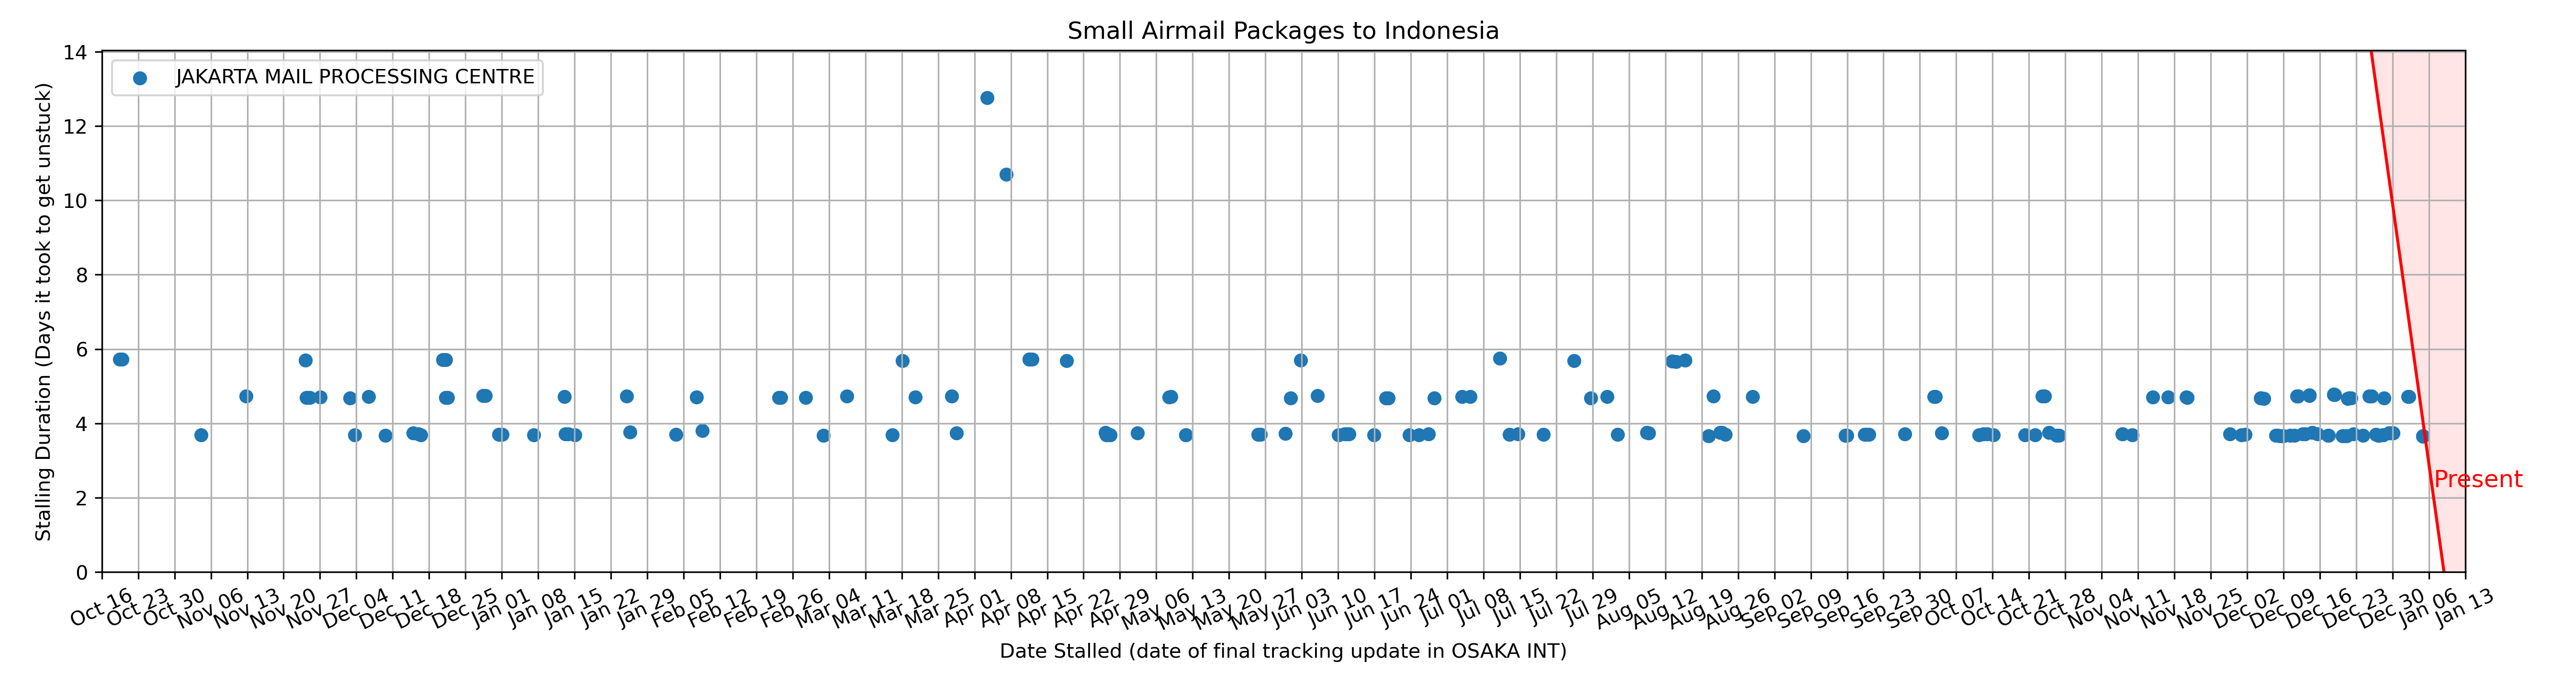 Small Airmail Packages to Indonesia
JAKARTA MAIL PROCESSING CENTRE
Stalling Duration (Days it took to get unstuck)
14
12
10
8
6
4
2
0
Present
Oct 16
Oct 23
Oct 30
Nov 06
Nov 13
Nov 20
Nov 27
Dec 04
Dec 11
Dec 18
Dec 25
Jan 01
Jan 08
Jan 15
Jan 22
Jan 29
Feb 05
Feb 12
Feb 19
Feb 26
Mar 04
Mar 11
Mar 18
Mar 25
Apr 01
Apr 08
Apr 15
Apr 22
Apr 29
May 06
May 13
May 20
May 27
Jun 03
Jun 10
Jun 17
Jun 24
Jul 01
Jul 08
Jul 15
Jul 22
Jul 29
Aug 05
Aug 12
Aug 19
Aug 26
Sep 02
Sep 09
Sep 16
Sep 23
Sep 30
Oct 07
Oct 14
Oct 21
Oct 28
Nov 04
Nov 11
Nov 18
Nov 25
Dec 02
Dec 09
Dec 16
Dec 23
Dec 30
Jan 06
Jan 13
Date Stalled (date of final tracking update in OSAKA INT)